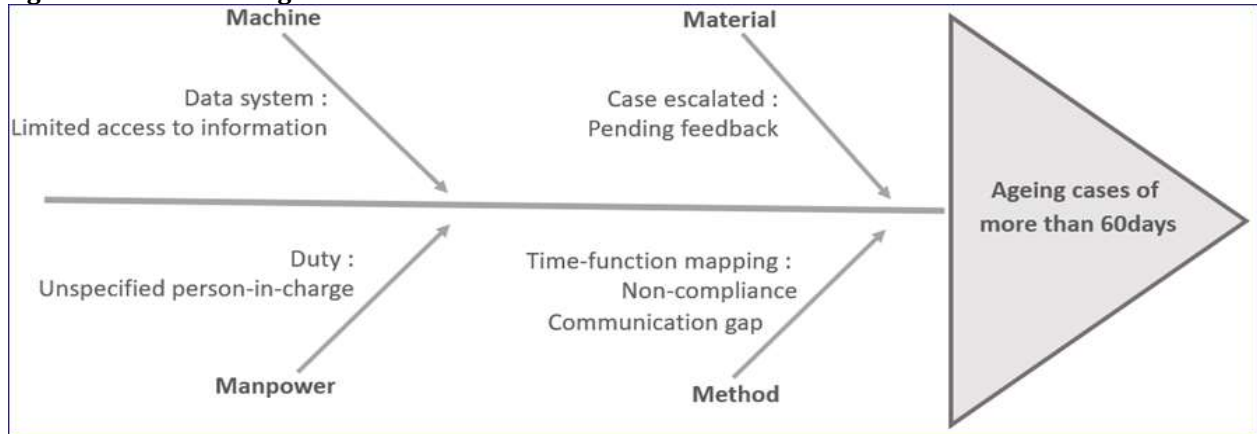 Machine
Material
Data system :
Limited access to information
Case escalated :
Pending feedback
Ageing cases of
more than 60days
Duty :
Unspecified person-in-charge
Time-function mapping :
Non-compliance
Communication gap
Manpower
Method